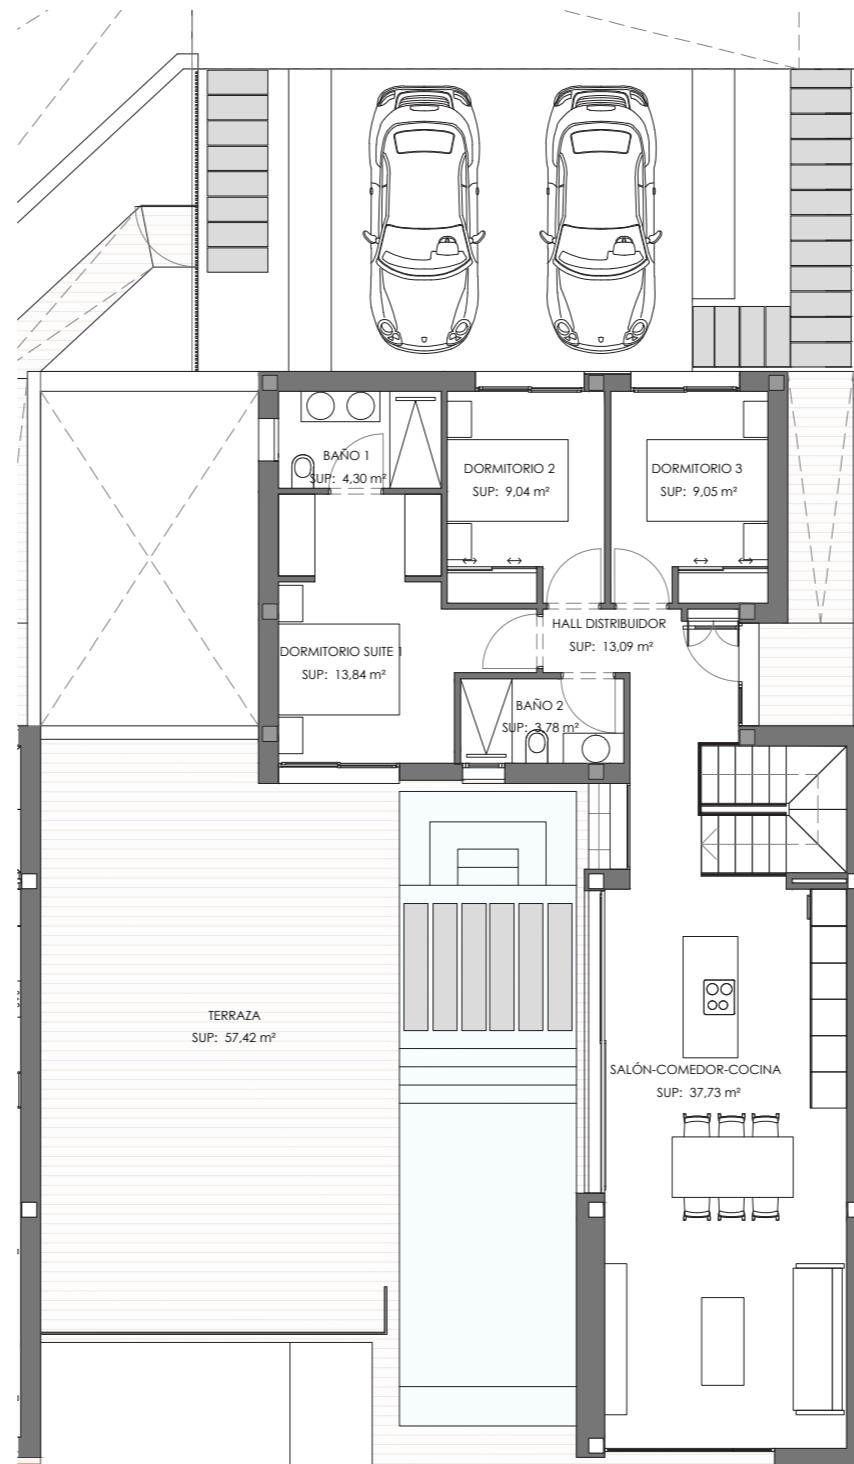 BAÑO 1
SUP: 4,30 m²
DORMITORIO 2
SUP: 9,04 m²
DORMITORIO 3
SUP: 9,05 m²
HALL DISTRIBUIDOR
SUP: 13,09 m²
DORMITORIO SUITE 1
SUP: 13,84 m²
BAÑO 2
SUP: 3,78 m²
TERRAZA
SUP: 57,42 m²
SALÓN-COMEDOR-COCINA
SUP: 37,73 m²